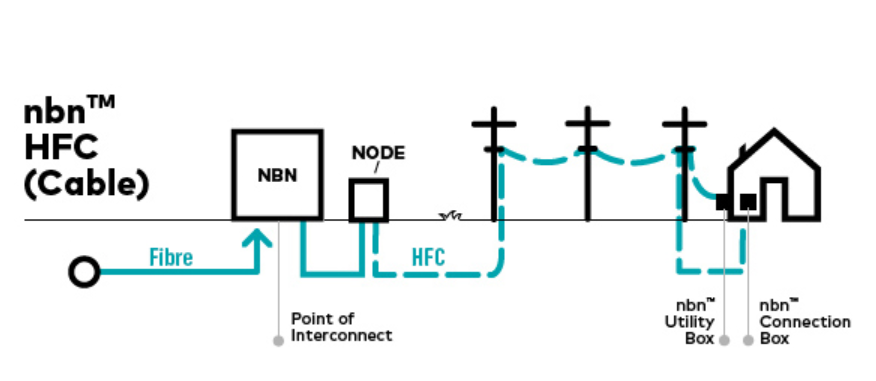 nbn™
HFC
(Cable)
NBN
NODE
Fibre
HFC
Point of
Interconnect
nbn™
Utility
Box
nbn™
Connection
Box